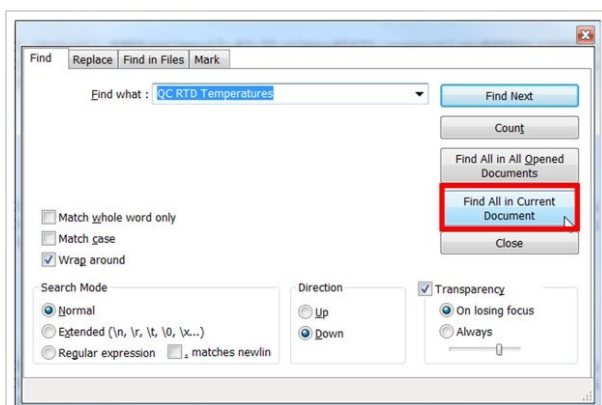 Find Replace Find in Files Mark
Find what : QC RTD Temperatures
Find Next
Count
Find All in All Opened
Documents
Find All in Current
Document
Close
Match whole word only
Match case
Wrap around
Search Mode
Normal
Extended (\n, \r, \t, \0, \x...)
Regular expression . matches newlin
Direction
Up
Down
Transparency
On losing focus
Always